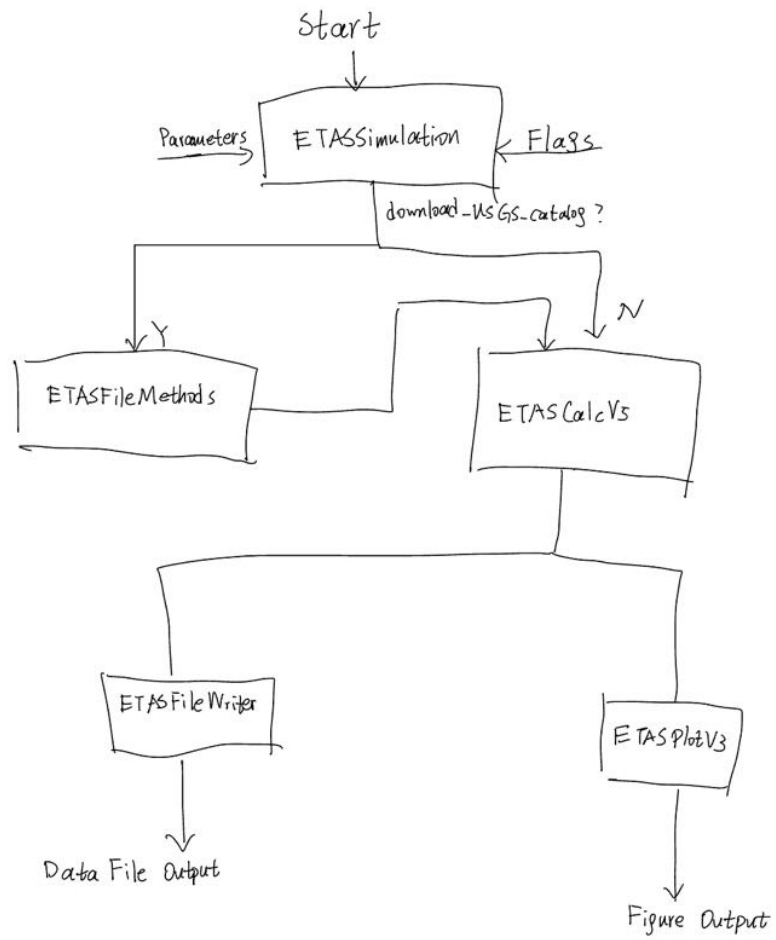 Start
Parameters
ETASSimulation
Flags
download_USGS_catalog?
Y
N
ETASFileMethods
ETASCalcV5
ETASFileWriter
ETASPlotV3
Data File Output
Figure Output